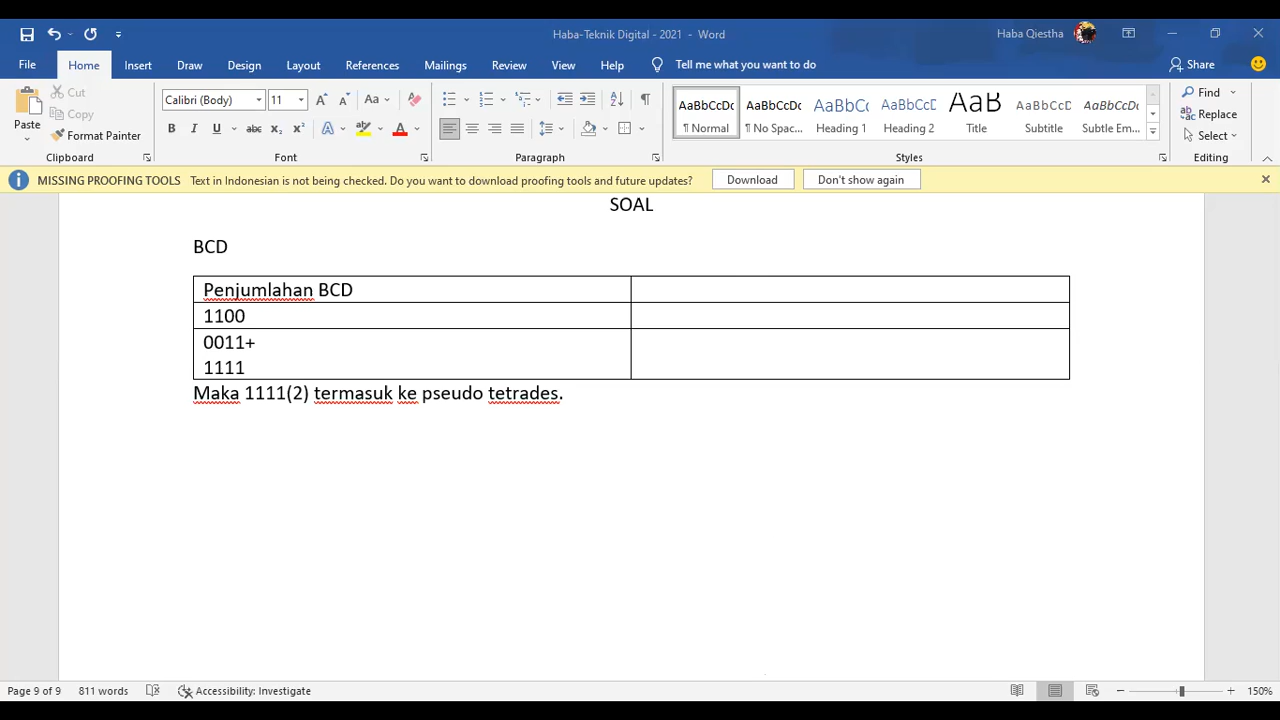 Haba-Teknik Digital - 2021 - Word
Haba Qiestha
File Home Insert Draw Design Layout References Mailings Review View Help Tell me what you want to do Share
Paste
Cut
Copy
Format Painter
Clipboard
Calibri (Body) 11
Font
Paragraph
AaBbCcDc AaBbCcDc AaBbCcDc AaBbCcDc AaB AaBbCcDc AaBbCcDc
¶ Normal ¶ No Spac... Heading 1 Heading 2 Title Subtitle Subtle Em...
Styles
Find
Replace
Select
Editing
MISSING PROOFING TOOLS Text in Indonesian is not being checked. Do you want to download proofing tools and future updates? Download Don't show again
SOAL
BCD
Penjumlahan BCD
1100
0011+
1111
Maka 1111(2) termasuk ke pseudo tetrades.
Page 9 of 9 811 words Accessibility: Investigate 150%